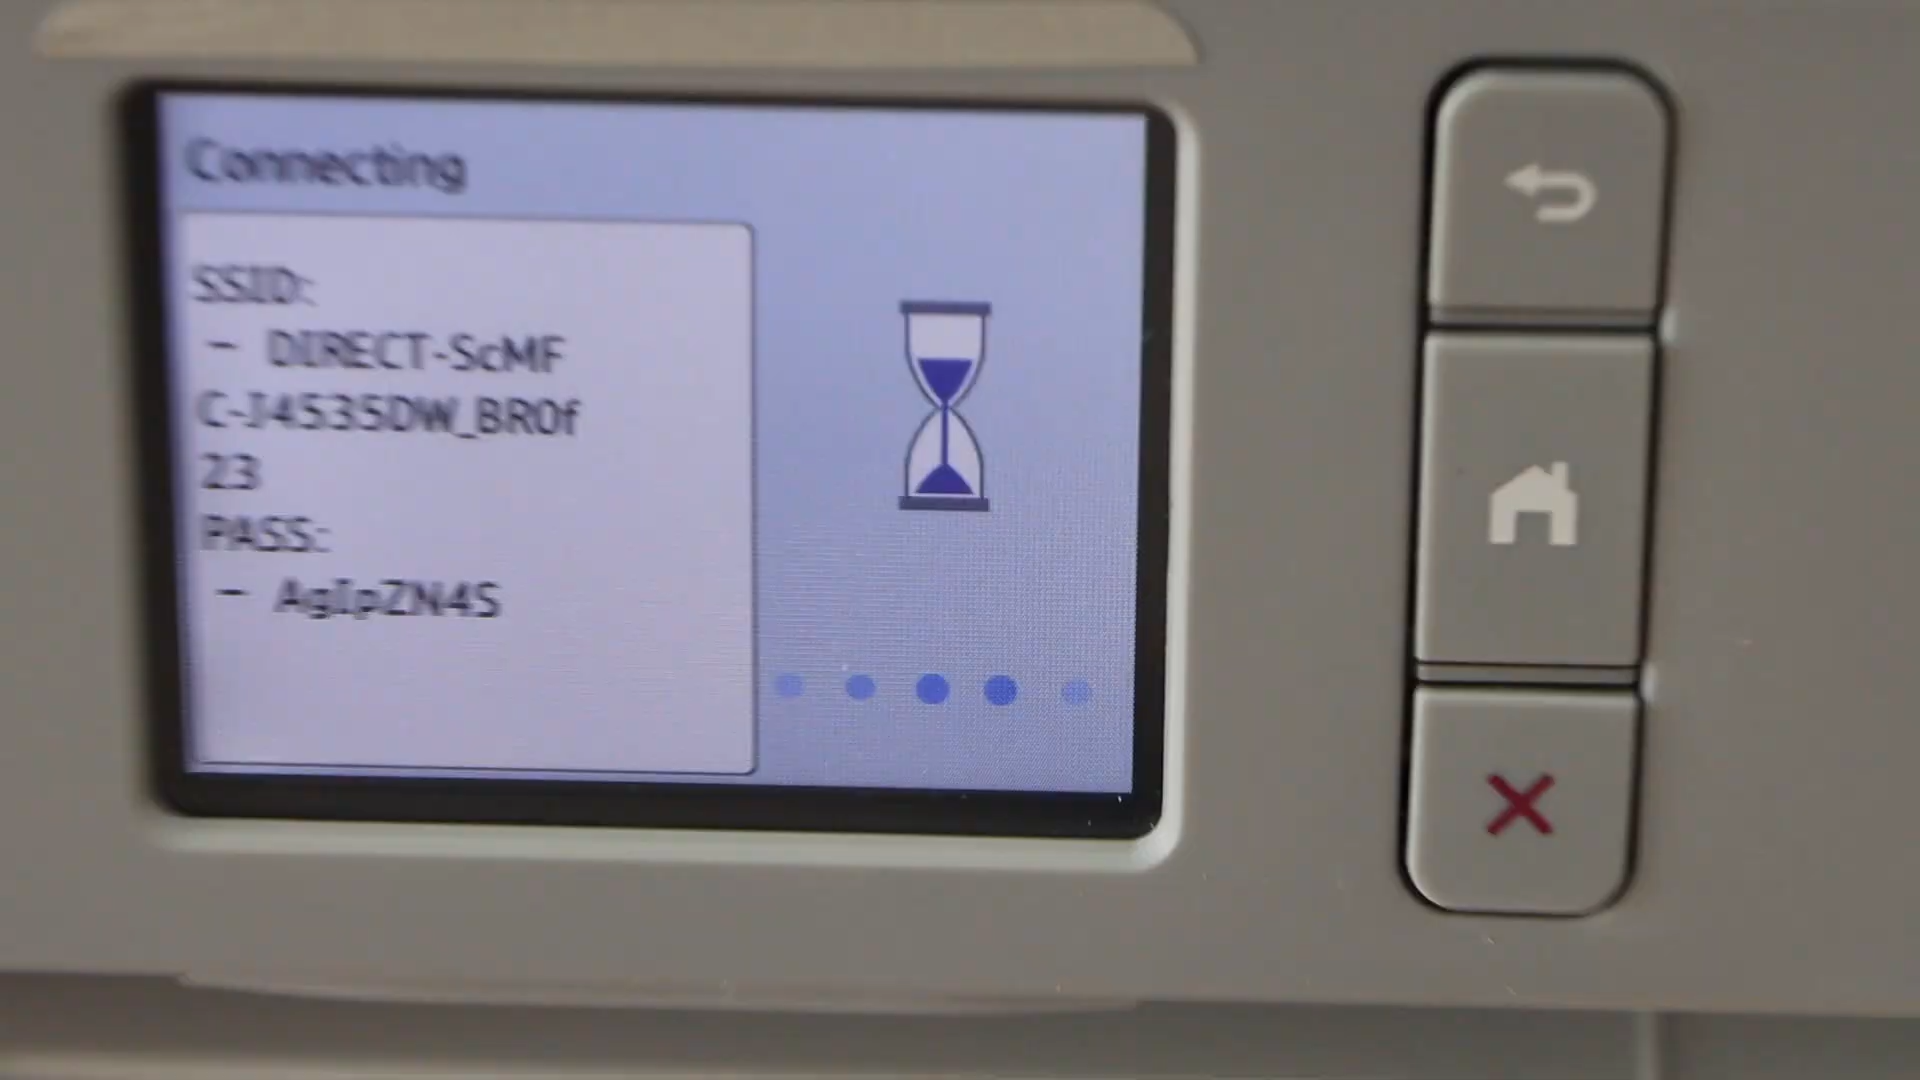 Connecting
SSID:
– DIRECT-ScMF
C-J4535DW_BR0f
23
PASS:
– AgIpZN4S